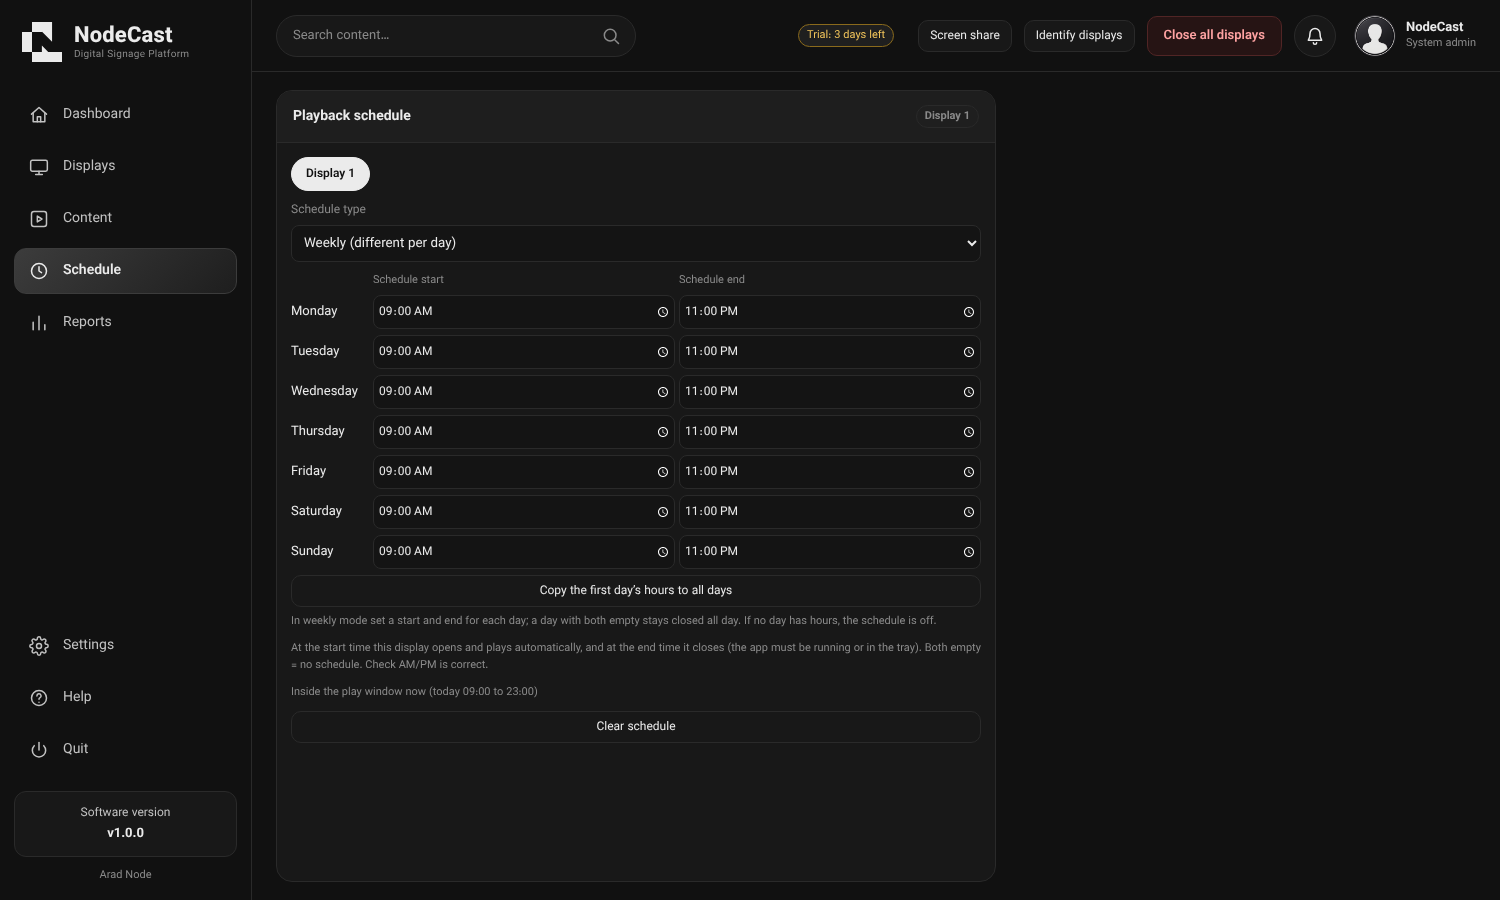 NodeCast
Digital Signage Platform
Search content...
Trial: 3 days left
Screen share
Identify displays
Close all displays
NodeCast
System admin
Dashboard
Displays
Content
Schedule
Reports
Settings
Help
Quit
Software version
v1.0.0
Arad Node
Playback schedule
Display 1
Display 1
Schedule type
Weekly (different per day)
Schedule start Schedule end
Monday 09:00 AM 11:00 PM
Tuesday 09:00 AM 11:00 PM
Wednesday 09:00 AM 11:00 PM
Thursday 09:00 AM 11:00 PM
Friday 09:00 AM 11:00 PM
Saturday 09:00 AM 11:00 PM
Sunday 09:00 AM 11:00 PM
Copy the first day's hours to all days
In weekly mode set a start and end for each day; a day with both empty stays closed all day. If no day has hours, the schedule is off.
At the start time this display opens and plays automatically, and at the end time it closes (the app must be running or in the tray). Both empty
= no schedule. Check AM/PM is correct.
Inside the play window now (today 09:00 to 23:00)
Clear schedule